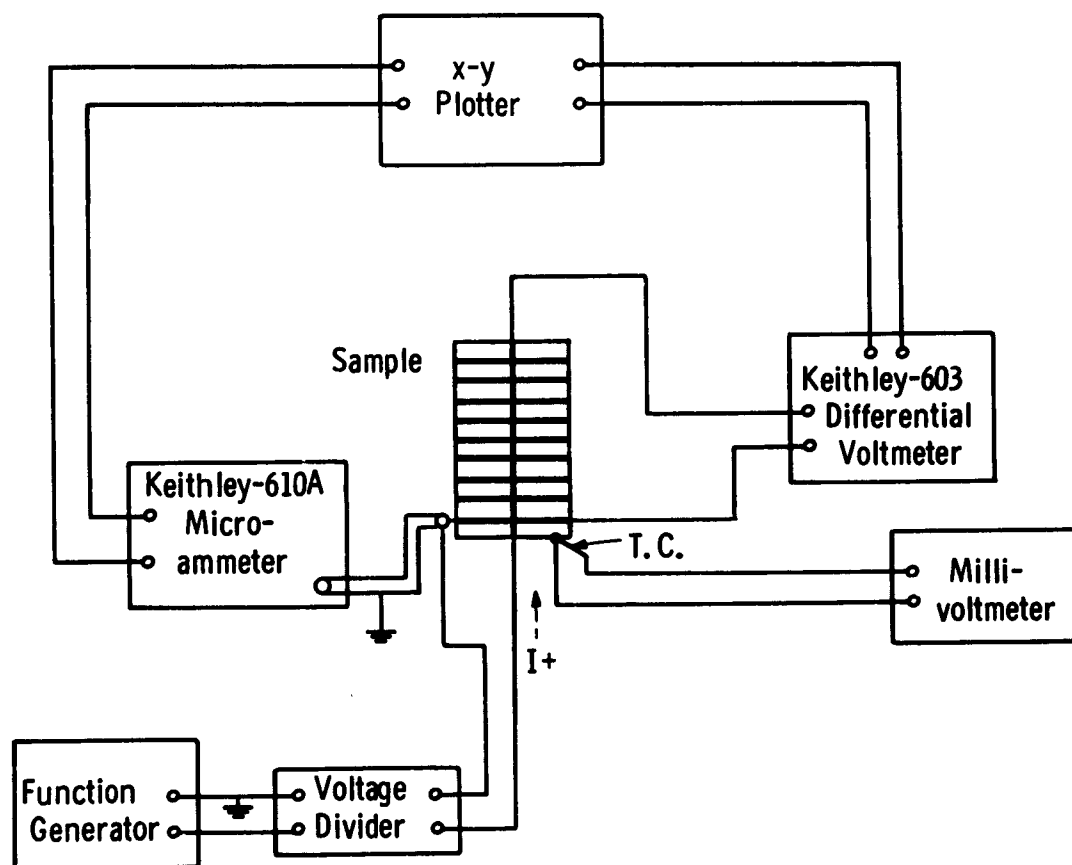 x-y
Plotter
Sample
Keithley-603
Differential
Voltmeter
Keithley-610A
Micro-
ammeter
T. C.
Milli-
voltmeter
I+
Function
Generator
Voltage
Divider